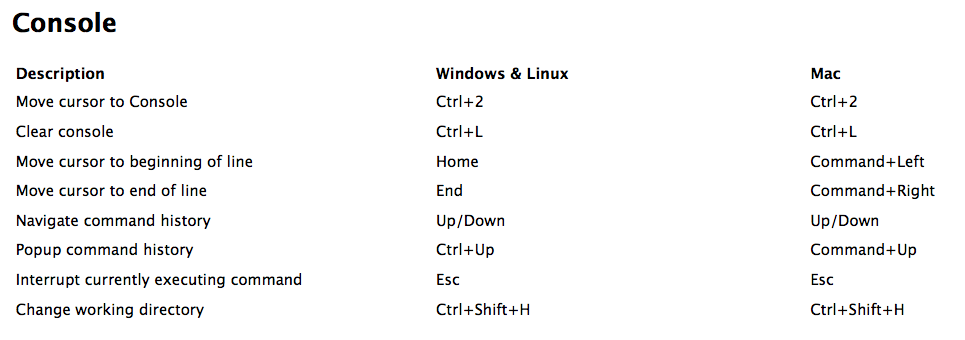 Console
Description Windows & Linux Mac
Move cursor to Console Ctrl+2 Ctrl+2
Clear console Ctrl+L Ctrl+L
Move cursor to beginning of line Home Command+Left
Move cursor to end of line End Command+Right
Navigate command history Up/Down Up/Down
Popup command history Ctrl+Up Command+Up
Interrupt currently executing command Esc Esc
Change working directory Ctrl+Shift+H Ctrl+Shift+H